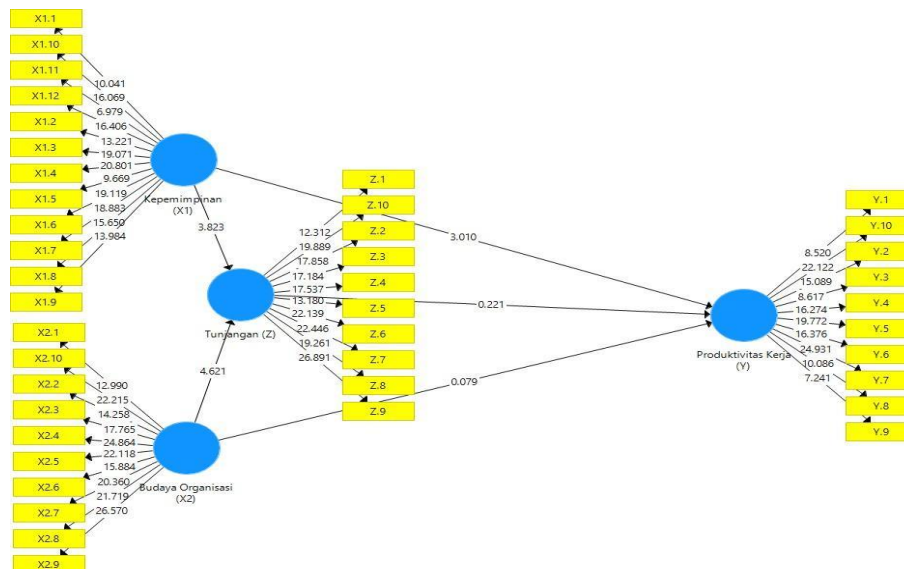 X1.1
X1.10
X1.11
X1.12
X1.2
X1.3
X1.4
X1.5
X1.6
X1.7
X1.8
X1.9
10.041
16.069
6.979
16.406
13.221
19.071
20.801
9.669
19.119
18.883
15.650
13.984
Kepemimpinan
(X1)
3.823
3.010
Z.1
Z.10
Z.2
Z.3
Z.4
Z.5
Z.6
Z.7
Z.8
Z.9
12.312
19.889
17.858
17.184
17.537
13.180
22.139
22.446
19.261
26.891
Tunjangan (Z)
0.221
4.621
0.079
X2.1
X2.10
X2.2
X2.3
X2.4
X2.5
X2.6
X2.7
X2.8
X2.9
12.990
22.215
14.258
17.765
24.864
22.118
15.884
20.360
21.719
26.570
Budaya Organisasi
(X2)
Y.1
Y.10
Y.2
Y.3
Y.4
Y.5
Y.6
Y.7
Y.8
Y.9
8.520
22.122
15.089
8.617
16.274
19.772
16.376
24.931
10.086
7.241
Produktivitas Kerja
(Y)